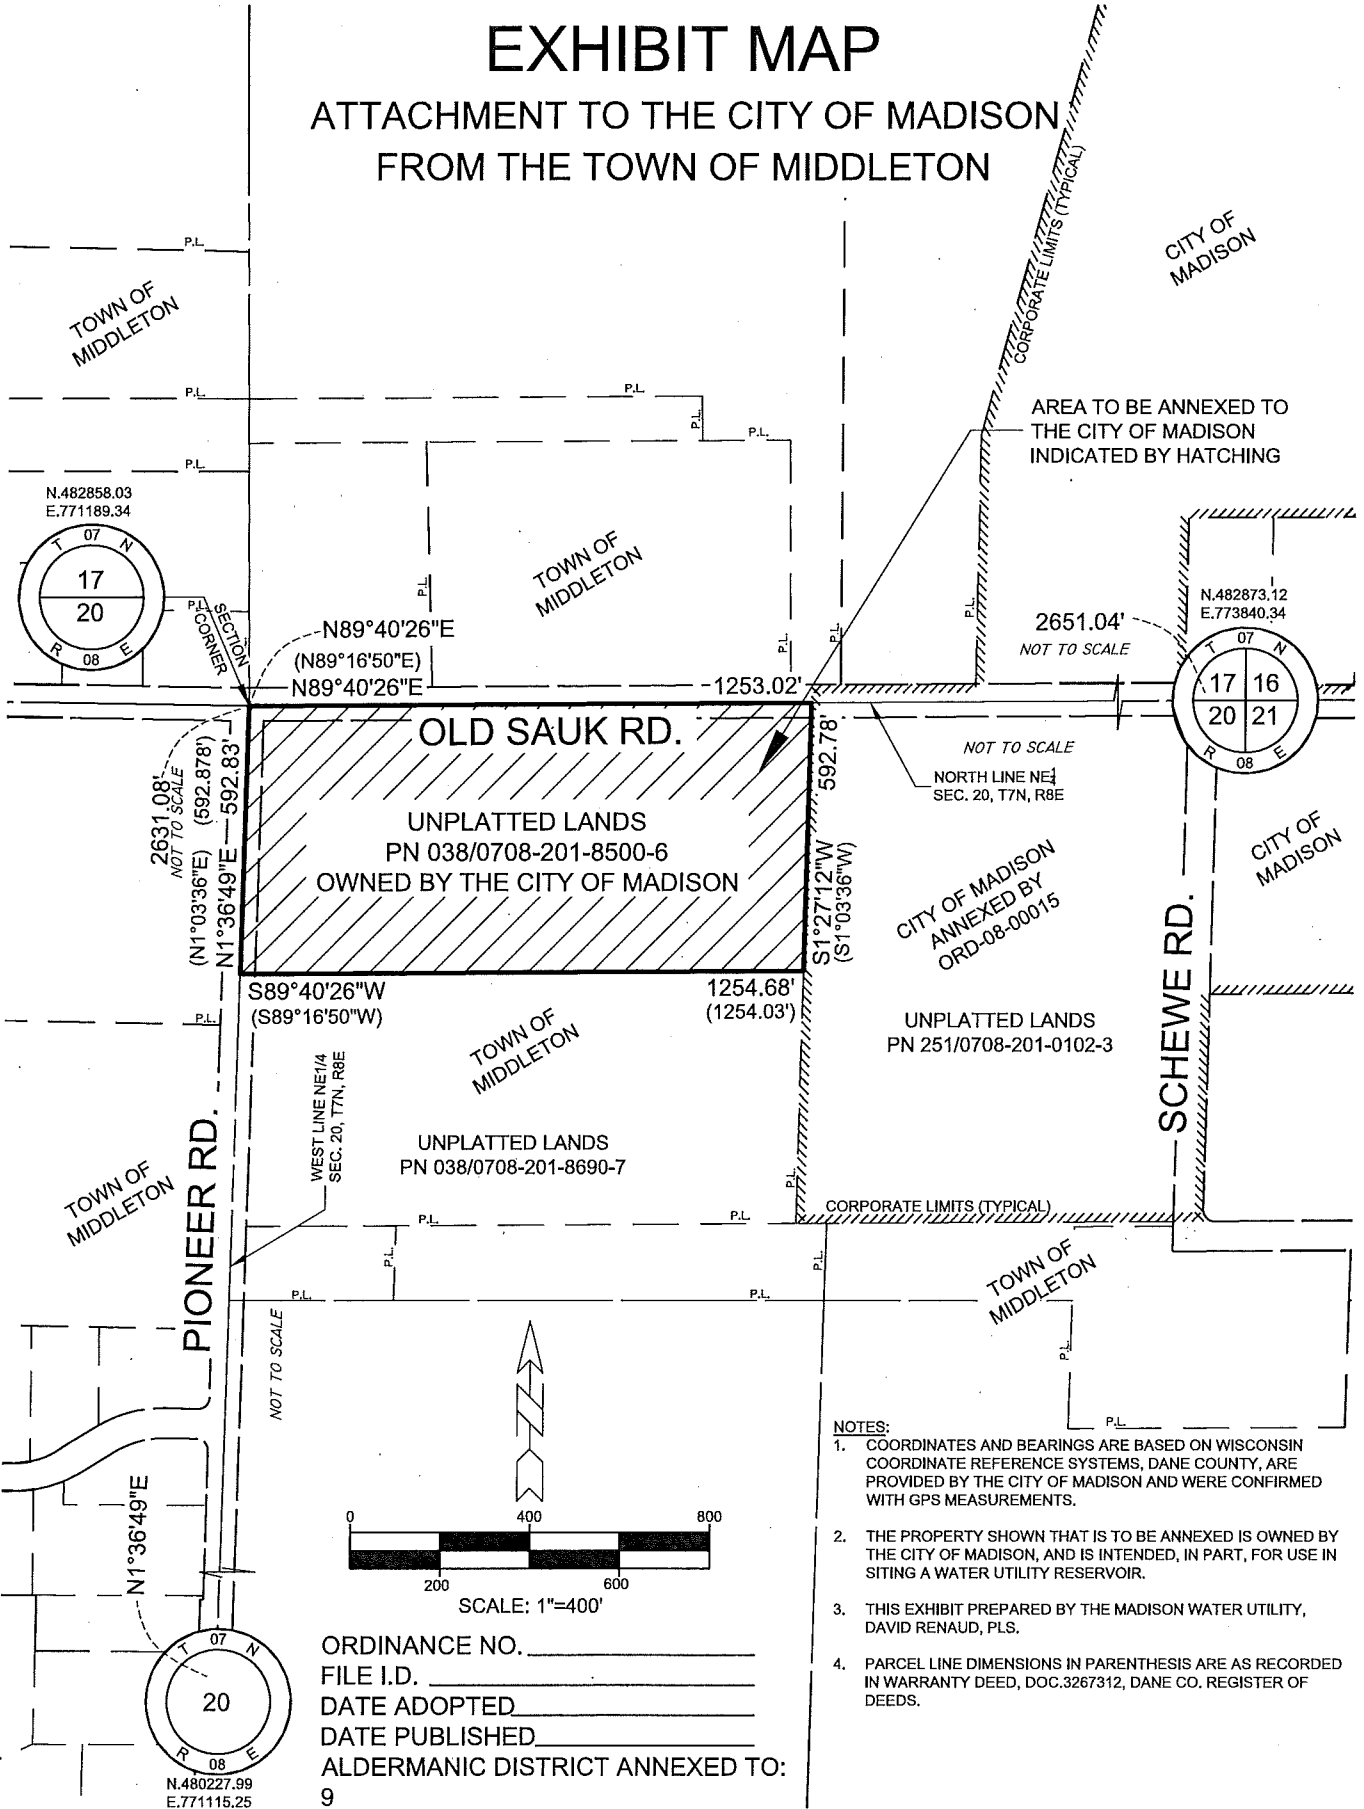 EXHIBIT MAP
ATTACHMENT TO THE CITY OF MADISON
FROM THE TOWN OF MIDDLETON
CORPORATE LIMITS (TYPICAL)
CITY OF
MADISON
P.L.
TOWN OF
MIDDLETON
P.L.
P.L.
P.L.
P.L.
P.L.
AREA TO BE ANNEXED TO
THE CITY OF MADISON
INDICATED BY HATCHING
N.482858.03
E.771189.34
T 07 N
17
20
R 08 E
P.L.
SECTION
CORNER
P.L.
TOWN OF
MIDDLETON
P.L.
P.L.
P.L.
N.482873.12
E.773840.34
2651.04'
NOT TO SCALE
T 07 N
17 16
20 21
R 08 E
N89°40'26"E
(N89°16'50"E)
N89°40'26"E
1253.02'
OLD SAUK RD.
NOT TO SCALE
NORTH LINE NE¼
SEC. 20, T7N, R8E
2631.08'
NOT TO SCALE
(N1°03'36"E) (592.878')
N1°36'49"E 592.83'
UNPLATTED LANDS
PN 038/0708-201-8500-6
OWNED BY THE CITY OF MADISON
592.78'
S1°27'12"W
(S1°03'36"W)
CITY OF MADISON
ANNEXED BY
ORD-08-00015
CITY OF
MADISON
SCHEWE RD.
S89°40'26"W
(S89°16'50"W)
1254.68'
(1254.03')
P.L.
TOWN OF
MIDDLETON
UNPLATTED LANDS
PN 251/0708-201-0102-3
WEST LINE NE1/4
SEC. 20, T7N, R8E
UNPLATTED LANDS
PN 038/0708-201-8690-7
TOWN OF
MIDDLETON
PIONEER RD.
P.L.
CORPORATE LIMITS (TYPICAL)
P.L.
P.L.
P.L.
P.L.
TOWN OF
MIDDLETON
P.L.
P.L.
P.L.
P.L.
NOT TO SCALE
N1°36'49"E
0 400 800
200 600
SCALE: 1"=400'
T 07 N
20
R 08 E
N.480227.99
E.771115.25
ORDINANCE NO.
FILE I.D.
DATE ADOPTED
DATE PUBLISHED
ALDERMANIC DISTRICT ANNEXED TO:
9
NOTES:
1. COORDINATES AND BEARINGS ARE BASED ON WISCONSIN
COORDINATE REFERENCE SYSTEMS, DANE COUNTY, ARE
PROVIDED BY THE CITY OF MADISON AND WERE CONFIRMED
WITH GPS MEASUREMENTS.
2. THE PROPERTY SHOWN THAT IS TO BE ANNEXED IS OWNED BY
THE CITY OF MADISON, AND IS INTENDED, IN PART, FOR USE IN
SITING A WATER UTILITY RESERVOIR.
3. THIS EXHIBIT PREPARED BY THE MADISON WATER UTILITY,
DAVID RENAUD, PLS.
4. PARCEL LINE DIMENSIONS IN PARENTHESIS ARE AS RECORDED
IN WARRANTY DEED, DOC.3267312, DANE CO. REGISTER OF
DEEDS.